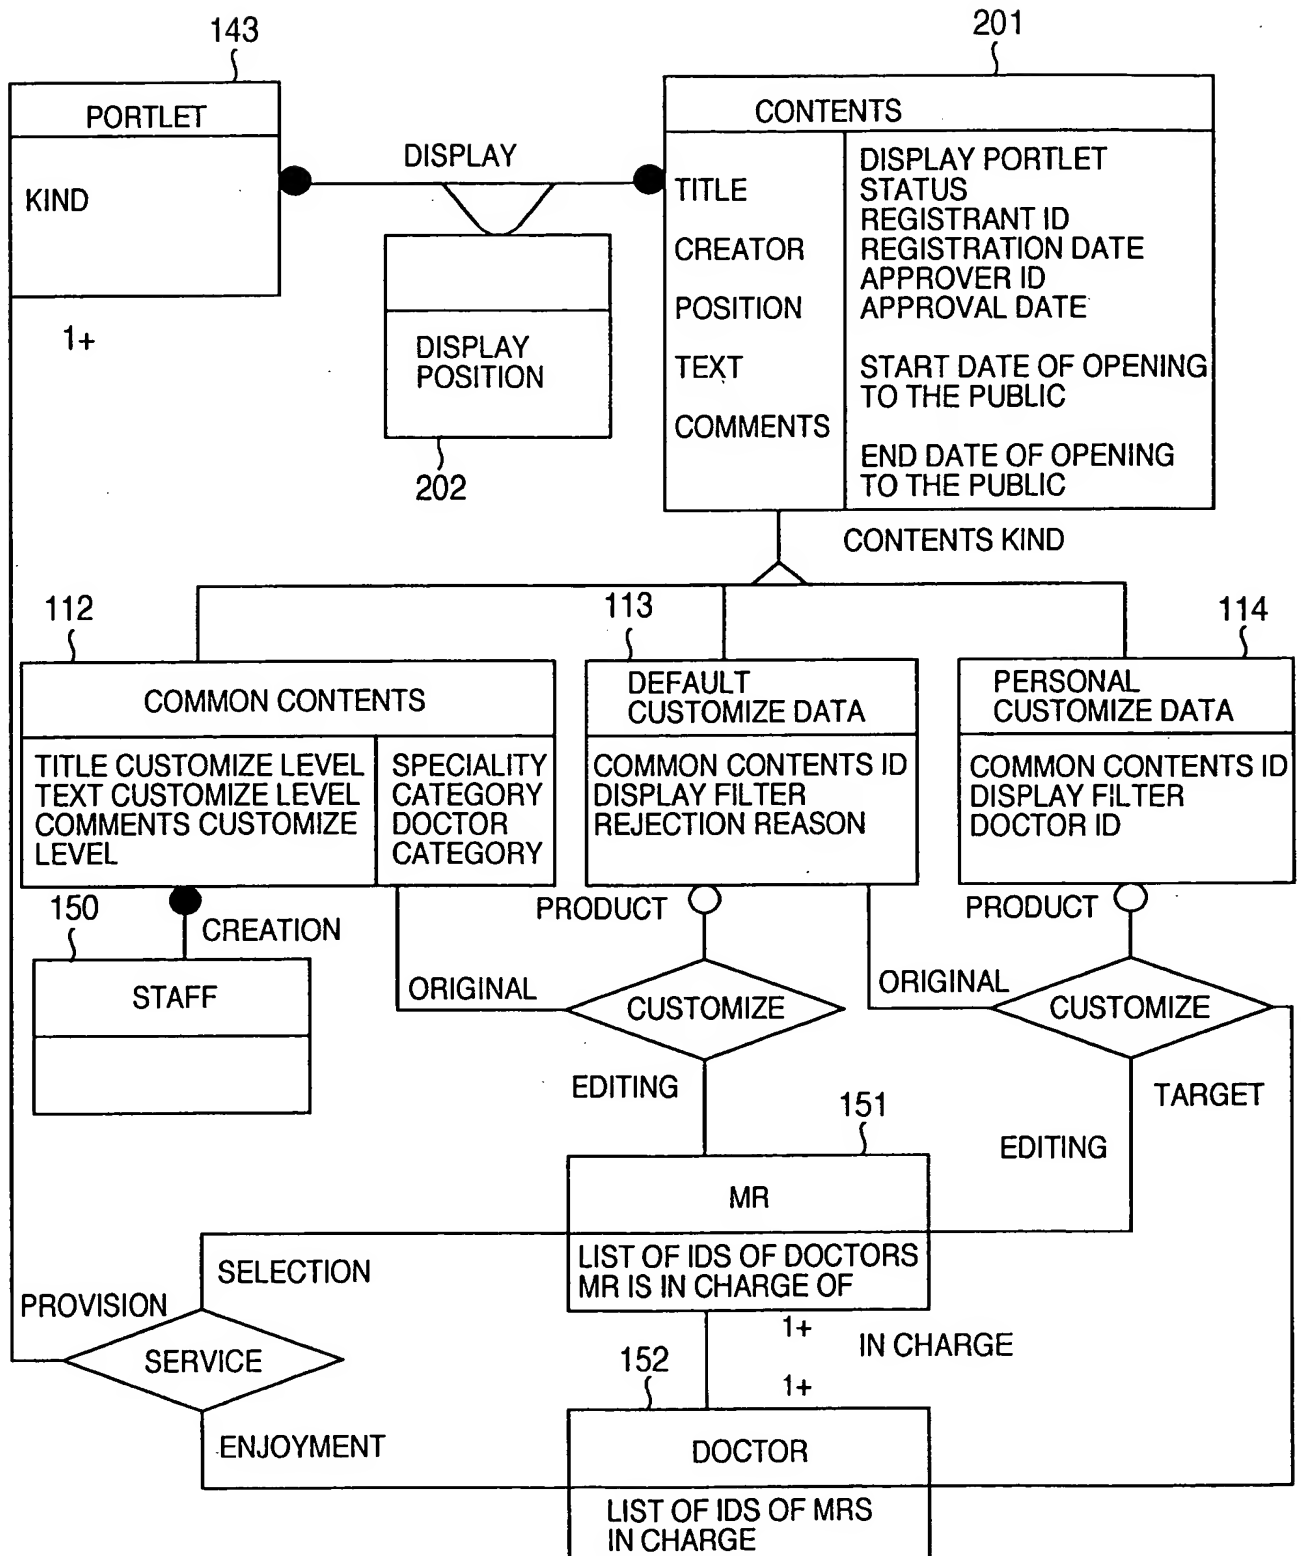 143
201
PORTLET
KIND
1+
DISPLAY
CONTENTS
TITLE
CREATOR
POSITION
TEXT
COMMENTS
DISPLAY PORTLET
STATUS
REGISTRANT ID
REGISTRATION DATE
APPROVER ID
APPROVAL DATE
START DATE OF OPENING
TO THE PUBLIC
END DATE OF OPENING
TO THE PUBLIC
DISPLAY
POSITION
202
CONTENTS KIND
112
113
114
COMMON CONTENTS
TITLE CUSTOMIZE LEVEL
TEXT CUSTOMIZE LEVEL
COMMENTS CUSTOMIZE
LEVEL
SPECIALITY
CATEGORY
DOCTOR
CATEGORY
DEFAULT
CUSTOMIZE DATA
COMMON CONTENTS ID
DISPLAY FILTER
REJECTION REASON
PERSONAL
CUSTOMIZE DATA
COMMON CONTENTS ID
DISPLAY FILTER
DOCTOR ID
150
CREATION
STAFF
PRODUCT
PRODUCT
ORIGINAL
CUSTOMIZE
ORIGINAL
CUSTOMIZE
EDITING
TARGET
151
EDITING
MR
LIST OF IDS OF DOCTORS
MR IS IN CHARGE OF
SELECTION
PROVISION
SERVICE
1+
IN CHARGE
152
1+
ENJOYMENT
DOCTOR
LIST OF IDS OF MRS
IN CHARGE